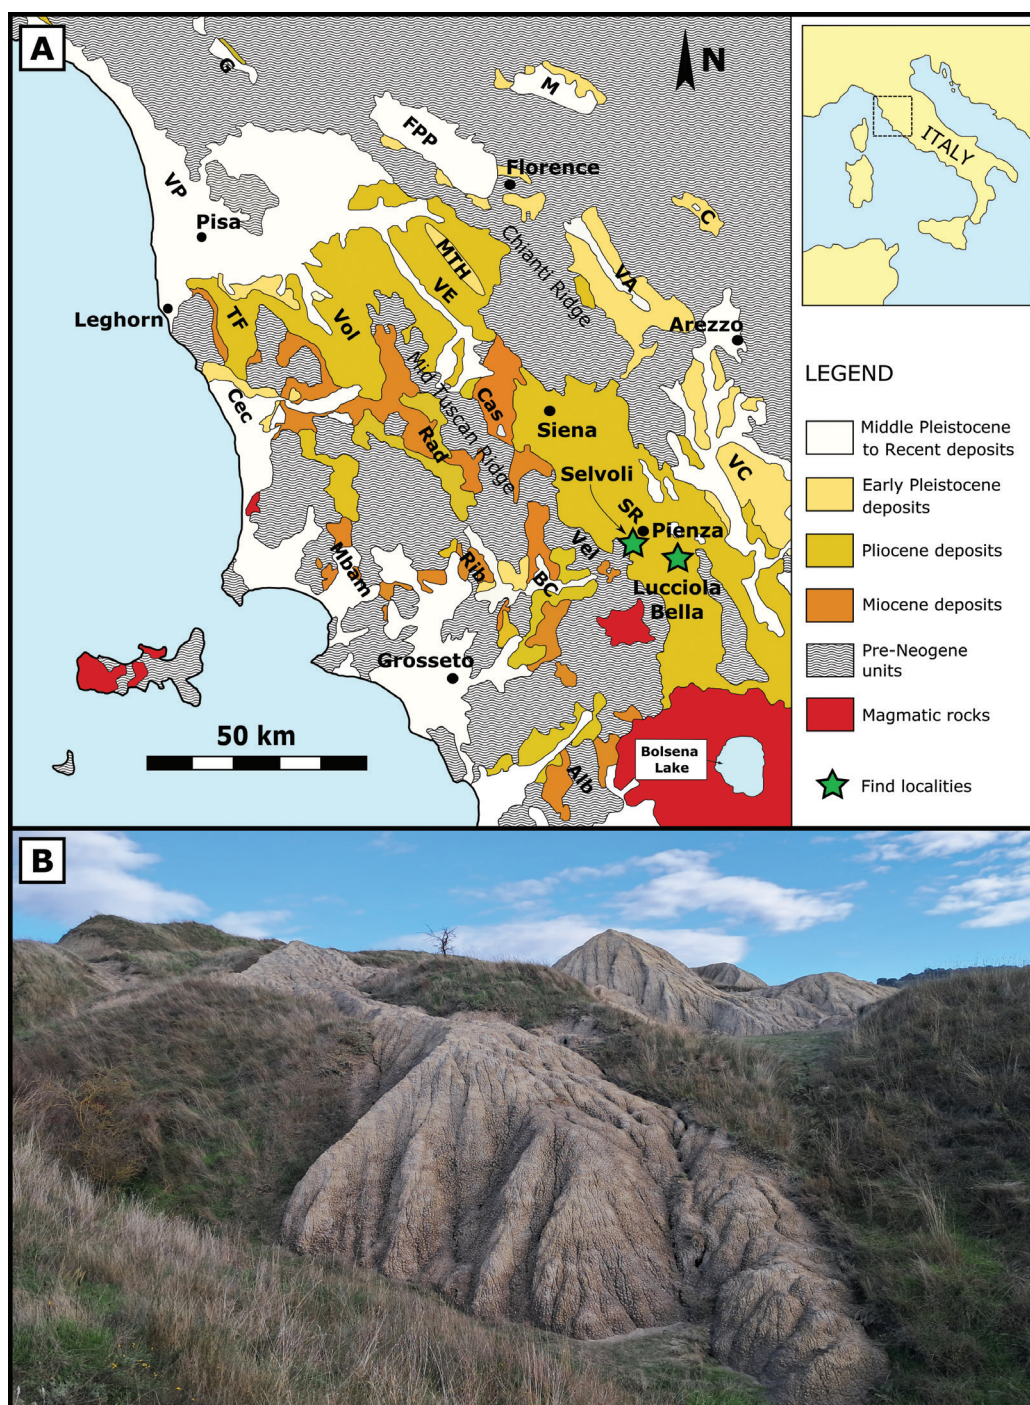 A
N
G
M
FPP
Florence
VP
Pisa
C
Chianti Ridge
MTH
VE
VA
Leghorn
TF
Vol
Arezzo
Mid Tuscan Ridge
Cec
Cas
Siena
Rad
Selvoli
VC
SR
Pienza
Vel
Mbam
Rib
BC
Lucciola
Bella
Grosseto
50 km
Bolsena
Lake
Alb
ITALY
LEGEND
Middle Pleistocene
to Recent deposits
Early Pleistocene
deposits
Pliocene deposits
Miocene deposits
Pre-Neogene
units
Magmatic rocks
Find localities
B